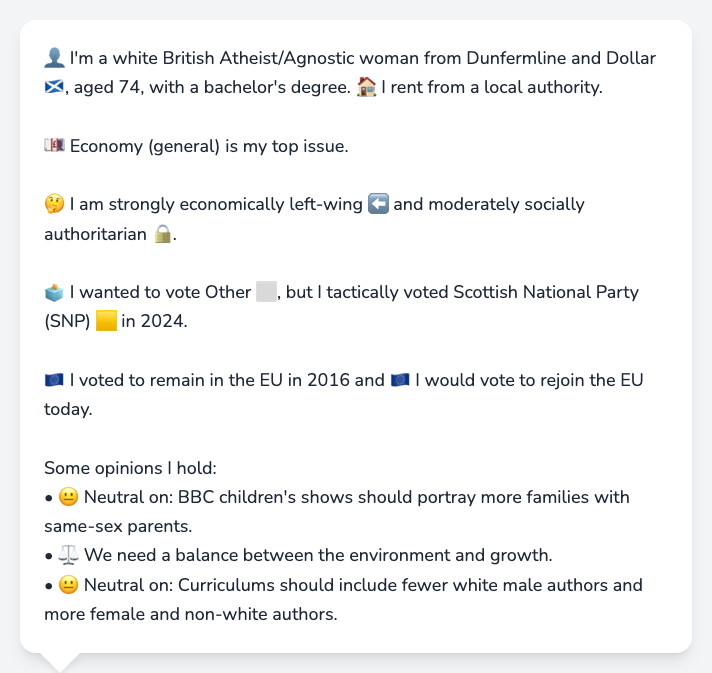 👤 I'm a white British Atheist/Agnostic woman from Dunfermline and Dollar
🏴󠁧󠁢󠁳󠁣󠁴󠁿, aged 74, with a bachelor's degree. 🏠 I rent from a local authority.
💷 Economy (general) is my top issue.
🤔 I am strongly economically left-wing ⬅️ and moderately socially
authoritarian 🔒.
🗳️ I wanted to vote Other ⬜, but I tactically voted Scottish National Party
(SNP) 🟨 in 2024.
🇪🇺 I voted to remain in the EU in 2016 and 🇪🇺 I would vote to rejoin the EU
today.
Some opinions I hold:
• 😐 Neutral on: BBC children's shows should portray more families with
same-sex parents.
• ⚖️ We need a balance between the environment and growth.
• 😐 Neutral on: Curriculums should include fewer white male authors and
more female and non-white authors.